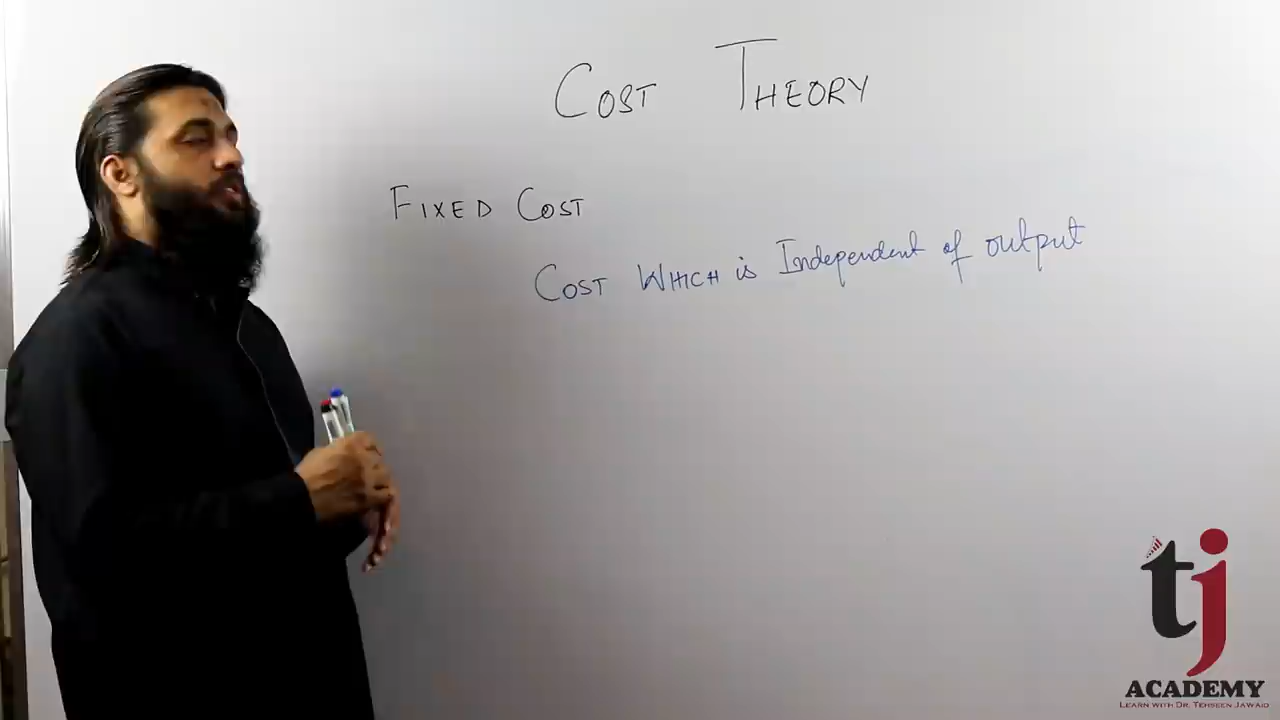 COST THEORY
FIXED COST
COST WHICH is Independent of output
tj
ACADEMY
LEARN WITH DR. TEHSEEN JAWAID